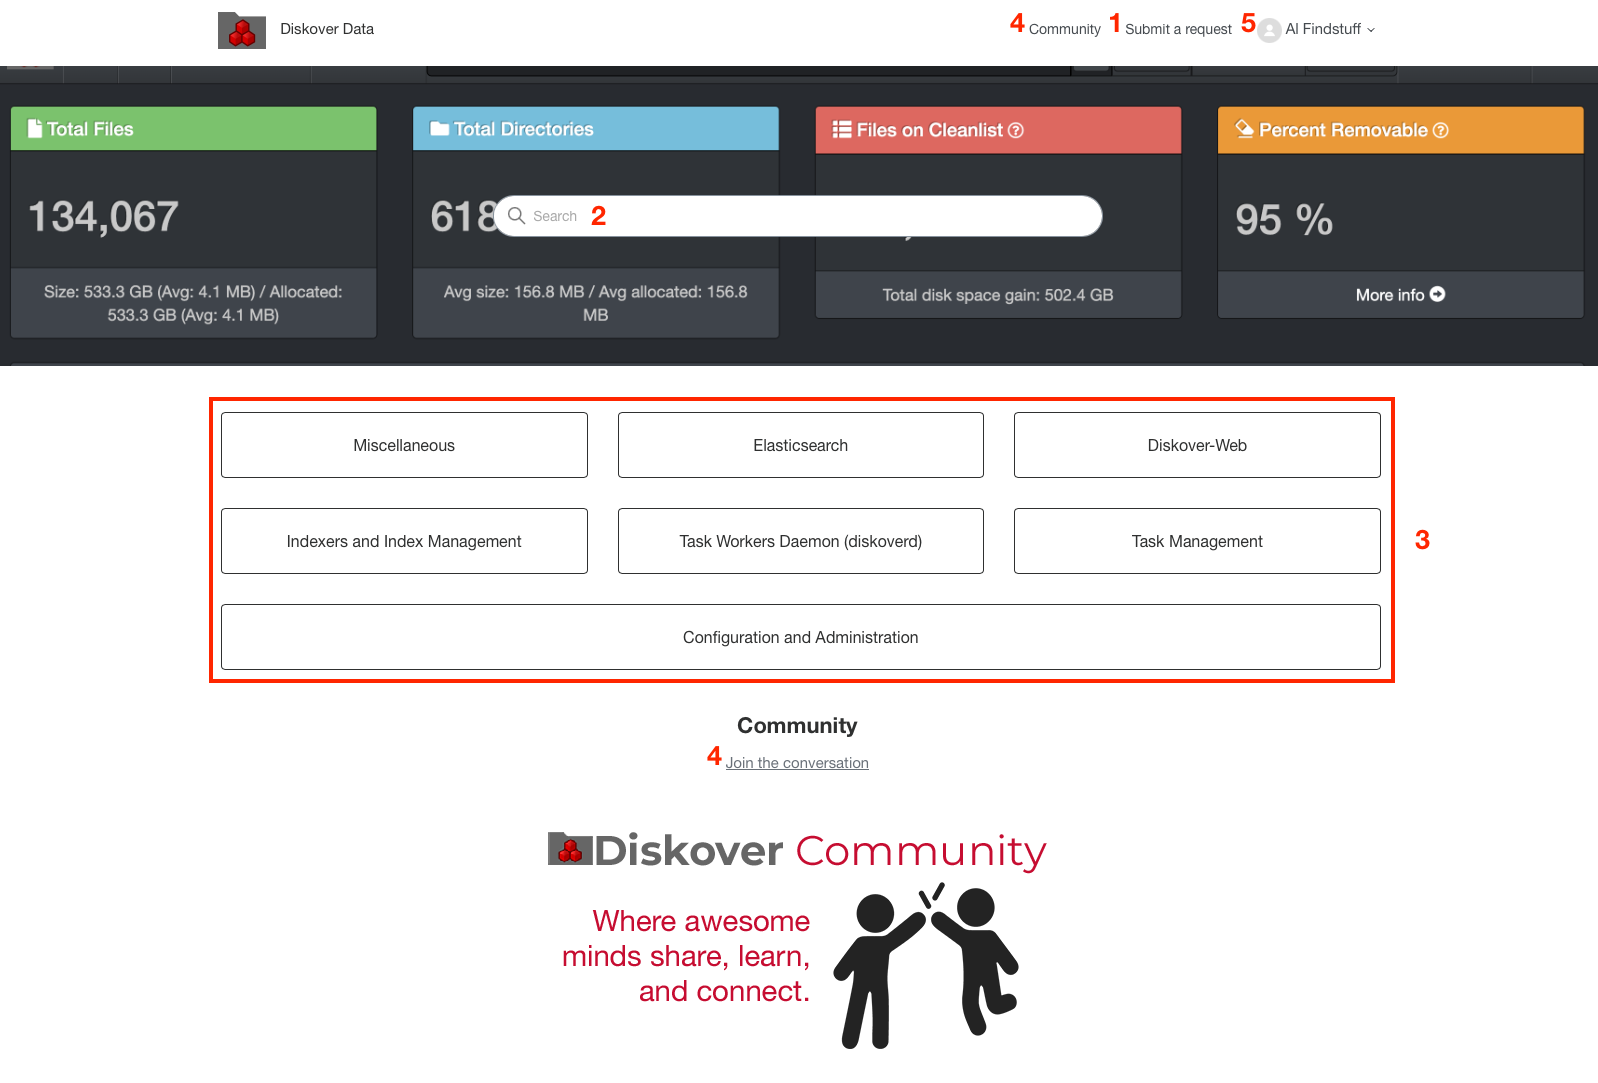 Diskover Data
4 Community 1 Submit a request 5 Al Findstuff
Total Files
134,067
Size: 533.3 GB (Avg: 4.1 MB) / Allocated:
533.3 GB (Avg: 4.1 MB)
Total Directories
618
Avg size: 156.8 MB / Avg allocated: 156.8
MB
Files on Cleanlist
Total disk space gain: 502.4 GB
Percent Removable
95 %
More info
Search 2
Miscellaneous
Elasticsearch
Diskover-Web
Indexers and Index Management
Task Workers Daemon (diskoverd)
Task Management
3
Configuration and Administration
Community
4 Join the conversation
Diskover Community
Where awesome
minds share, learn,
and connect.